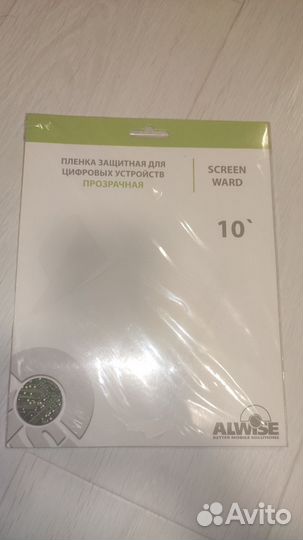 ПЛЕНКА ЗАЩИТНАЯ ДЛЯ
ЦИФРОВЫХ УСТРОЙСТВ
ПРОЗРАЧНАЯ
SCREEN
WARD
10`
ALWISE
BETTER MOBILE SOLUTIONS
Avito